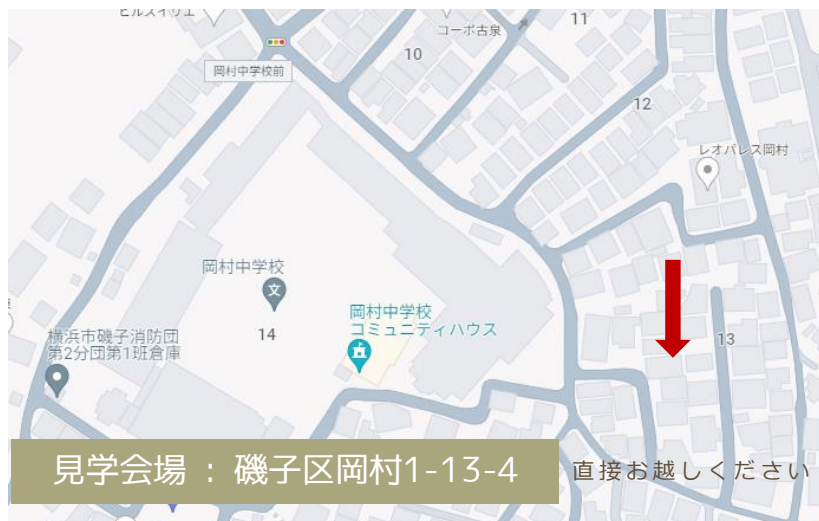 ヒルズイリエ
コーポ古泉
11
10
岡村中学校前
12
レオパレス岡村
岡村中学校
文
14
岡村中学校
コミュニティハウス
横浜市磯子消防団
第2分団第1班倉庫
13
見学会場 : 磯子区岡村1-13-4
直接お越しください